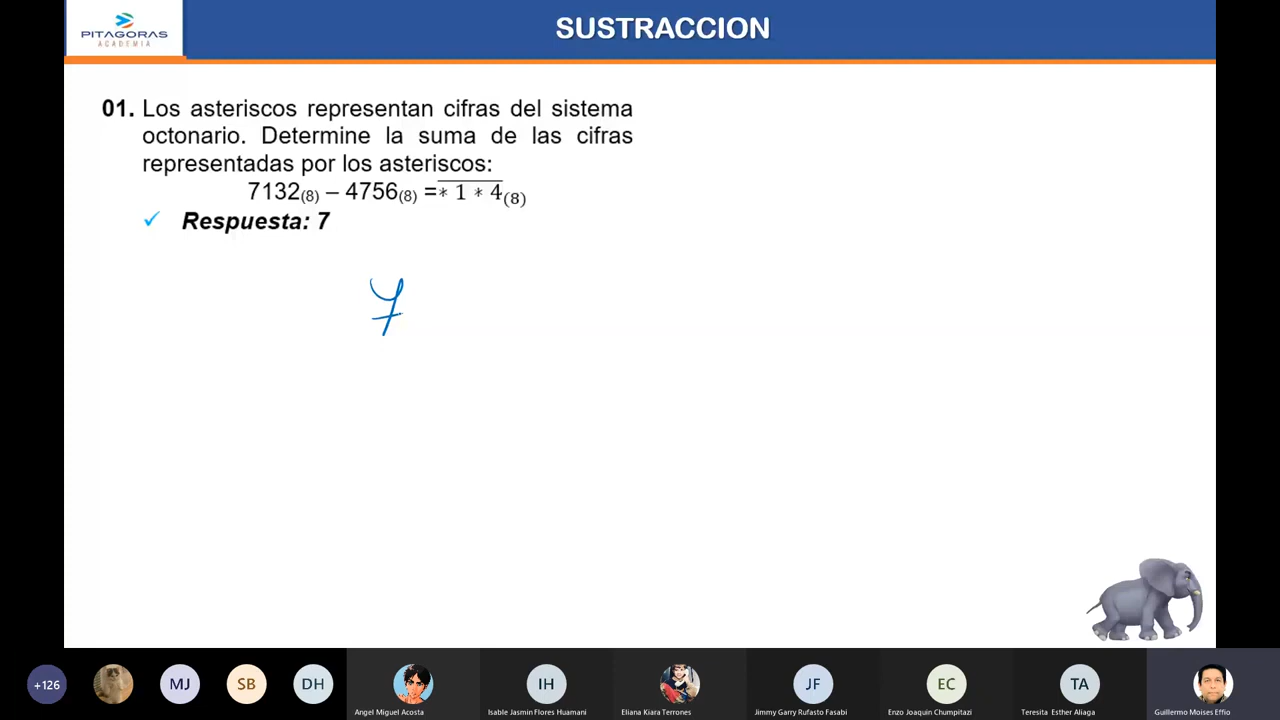 PITAGORAS
ACADEMIA
SUSTRACCION
01. Los asteriscos representan cifras del sistema
octonario. Determine la suma de las cifras
representadas por los asteriscos:
7132(8) – 4756(8) = * 1 * 4 (8)
✓ Respuesta: 7
7
+126
MJ
SB
DH
IH
JF
EC
TA
Angel Miguel Acosta
Isable Jasmin Flores Huamani
Eliana Kiara Terrones
Jimmy Garry Rufasto Fasabi
Enzo Joaquin Chumpitazi
Teresita Esther Aliaga
Guillermo Moises Effio